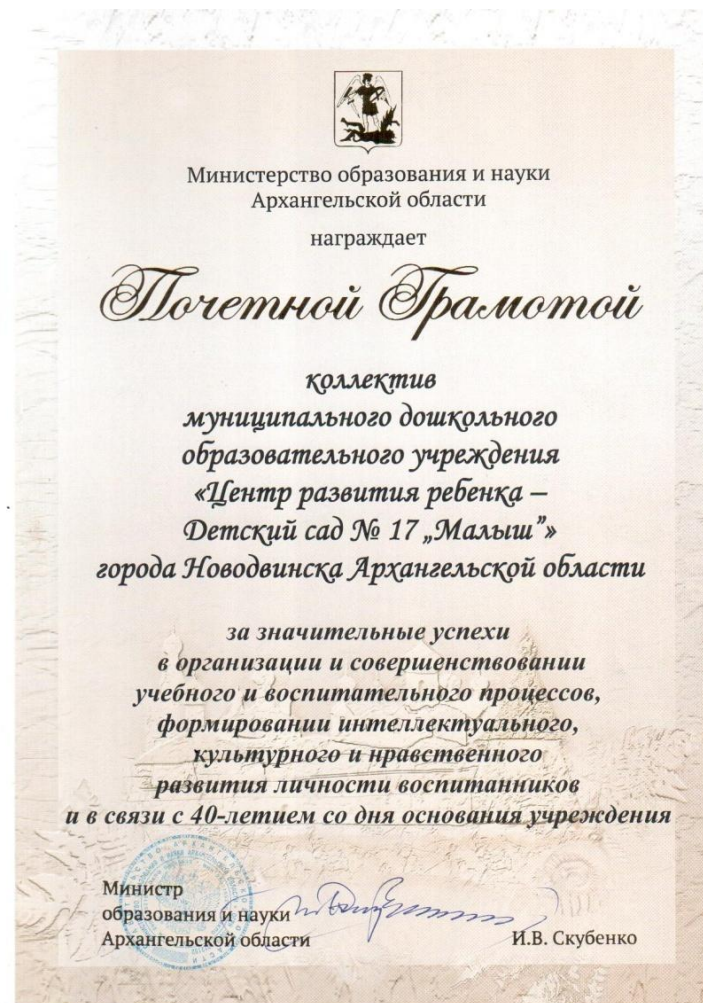 Министерство образования и науки
Архангельской области
награждает
Почетной Грамотой
коллектив
муниципального дошкольного
образовательного учреждения
«Центр развития ребенка –
Детский сад № 17 „Малыш”»
города Новодвинска Архангельской области
за значительные успехи
в организации и совершенствовании
учебного и воспитательного процессов,
формировании интеллектуального,
культурного и нравственного
развития личности воспитанников
и в связи с 40-летием со дня основания учреждения
Министр
образования и науки
Архангельской области
И.В. Скубенко